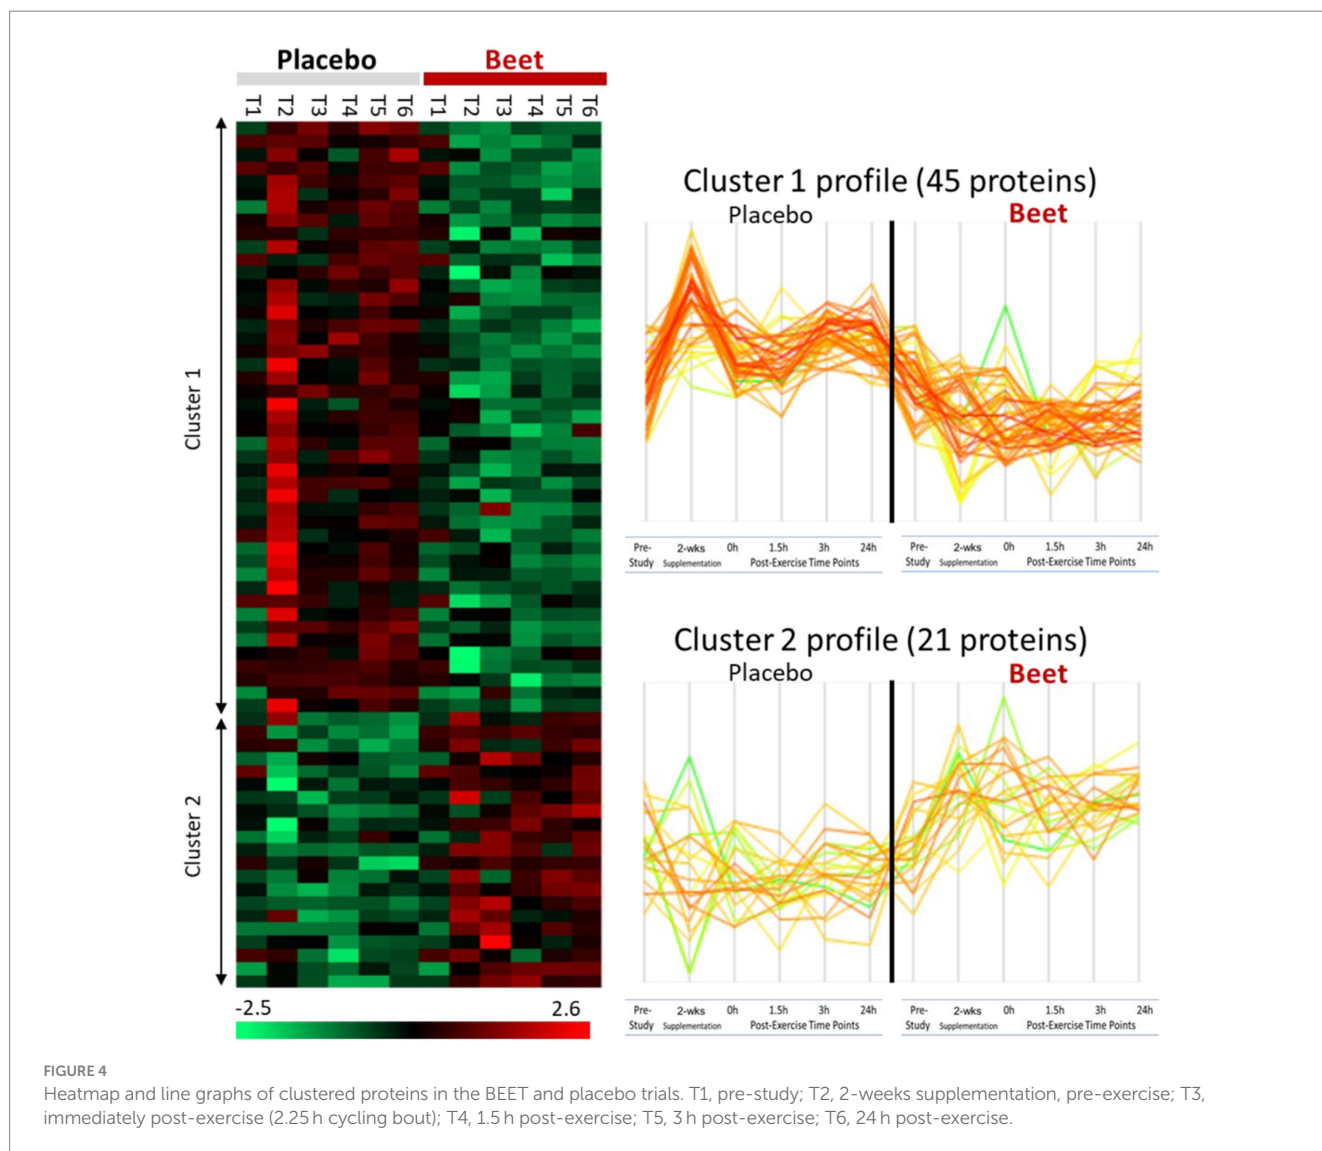 Placebo
Beet
T1 T2 T3 T4 T5 T6 T1 T2 T3 T4 T5 T6
Cluster 1
Cluster 2
-2.5
2.6
Cluster 1 profile (45 proteins)
Placebo
Beet
Pre-Study
2-wks Supplementation
0h
1.5h
3h
24h
Post-Exercise Time Points
Pre-Study
2-wks Supplementation
0h
1.5h
3h
24h
Post-Exercise Time Points
Cluster 2 profile (21 proteins)
Placebo
Beet
Pre-Study
2-wks Supplementation
0h
1.5h
3h
24h
Post-Exercise Time Points
Pre-Study
2-wks Supplementation
0h
1.5h
3h
24h
Post-Exercise Time Points
FIGURE 4
Heatmap and line graphs of clustered proteins in the BEET and placebo trials. T1, pre-study; T2, 2-weeks supplementation, pre-exercise; T3,
immediately post-exercise (2.25 h cycling bout); T4, 1.5 h post-exercise; T5, 3 h post-exercise; T6, 24 h post-exercise.